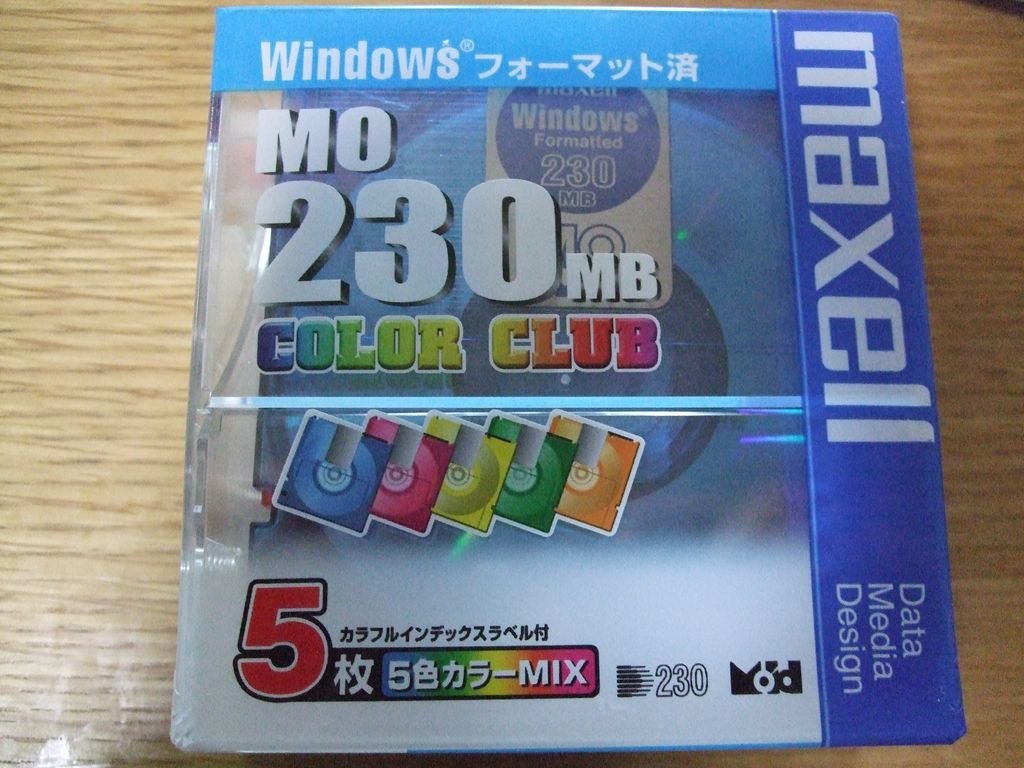 Windows® フォーマット済
MO
230MB
COLOR CLUB
maxell
Windows®
Formatted
230
MB
MO
5枚
カラフルインデックスラベル付
5色カラーMIX
230
maxell
Data
Media
Design